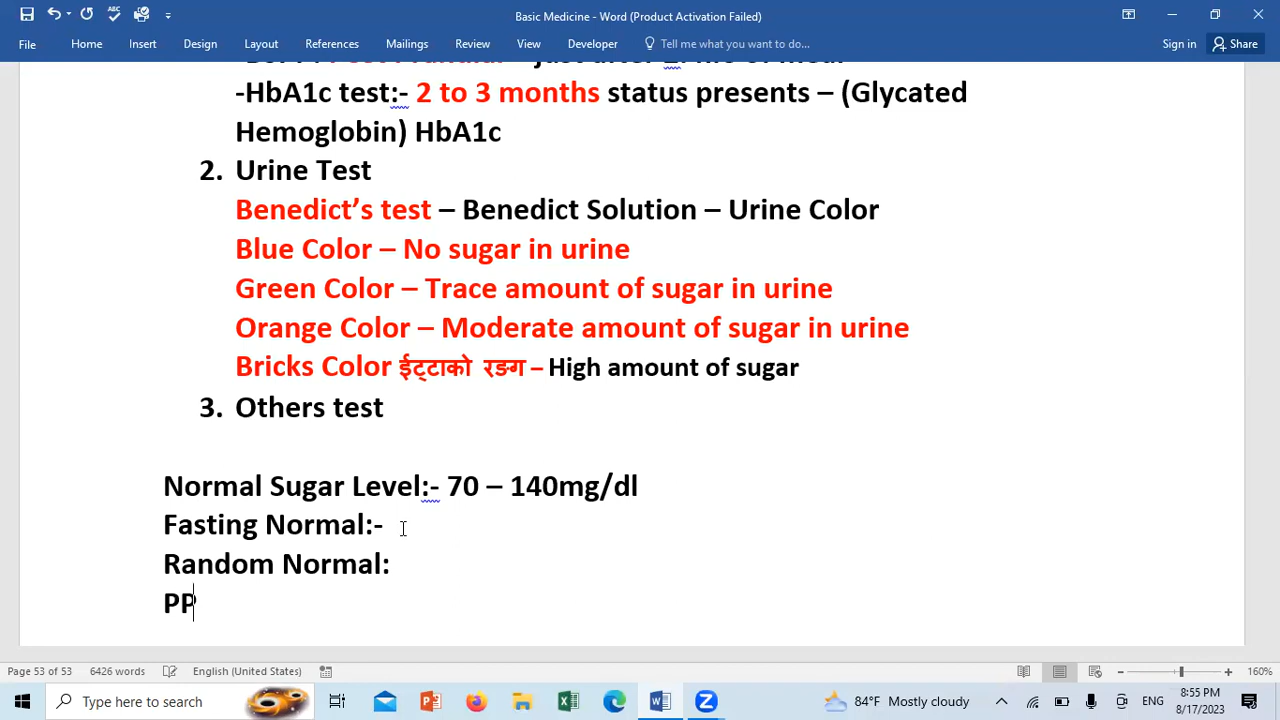 Basic Medicine - Word (Product Activation Failed)
File Home Insert Design Layout References Mailings Review View Developer Tell me what you want to do... Sign in Share
-HbA1c test:- 2 to 3 months status presents – (Glycated
Hemoglobin) HbA1c
2. Urine Test
Benedict’s test – Benedict Solution – Urine Color
Blue Color – No sugar in urine
Green Color – Trace amount of sugar in urine
Orange Color – Moderate amount of sugar in urine
Bricks Color ईट्टाको रङग – High amount of sugar
3. Others test
Normal Sugar Level:- 70 – 140mg/dl
Fasting Normal:-
Random Normal:
PP
Page 53 of 53 6426 words English (United States) 160%
Type here to search 84°F Mostly cloudy ENG 8:55 PM
8/17/2023